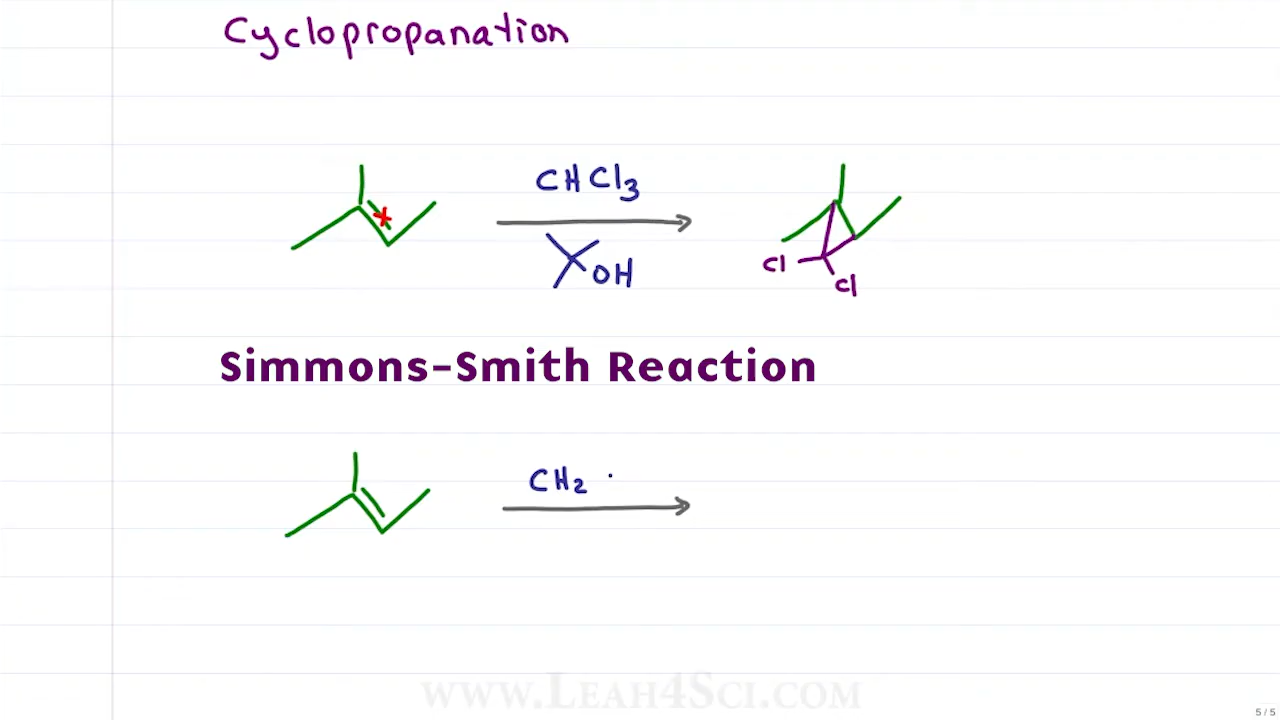 Cyclopropanation
CHCl3
OH
Cl
Cl
Simmons-Smith Reaction
CH2
www.Leah4Sci.com
5 / 5